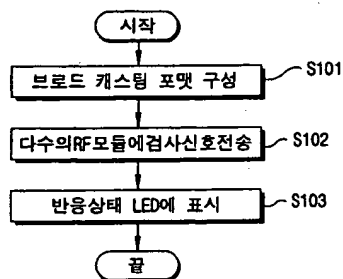 시작
브로드 캐스팅 포맷 구성
S101
다수의RF모듈에검사신호전송
S102
반응상태 LED에 표시
S103
끝